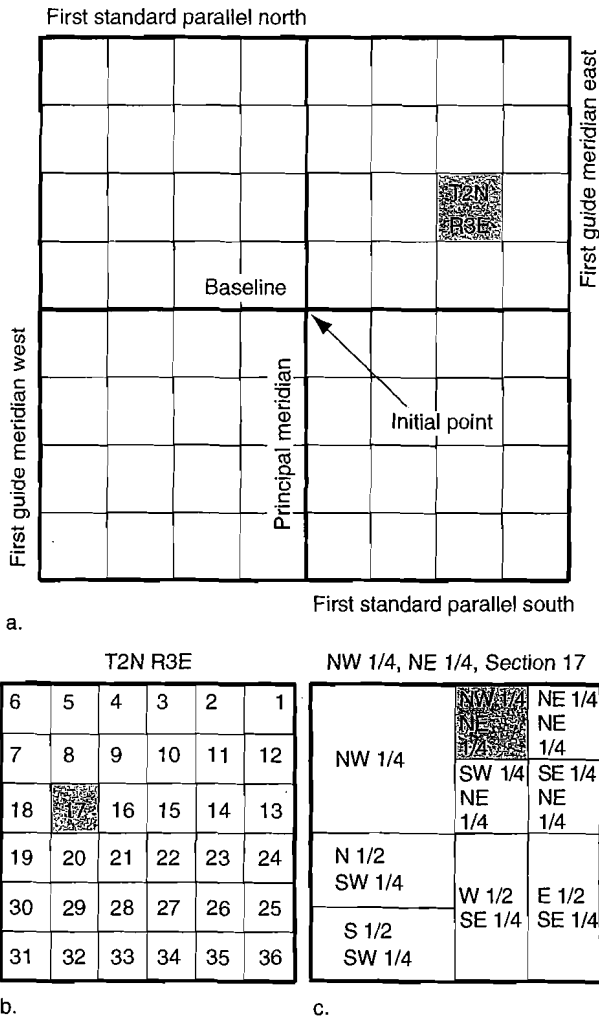 First standard parallel north
First guide meridian east
T2N
R3E
Baseline
First guide meridian west
Principal meridian
Initial point
First standard parallel south
a.
T2N R3E
6 5 4 3 2 1
7 8 9 10 11 12
18 17 16 15 14 13
19 20 21 22 23 24
30 29 28 27 26 25
31 32 33 34 35 36
b.
NW 1/4, NE 1/4, Section 17
NW 1/4
NW 1/4
NE
1/4
NE 1/4
NE
1/4
SW 1/4
NE
1/4
SE 1/4
NE
1/4
N 1/2
SW 1/4
S 1/2
SW 1/4
W 1/2
SE 1/4
E 1/2
SE 1/4
c.